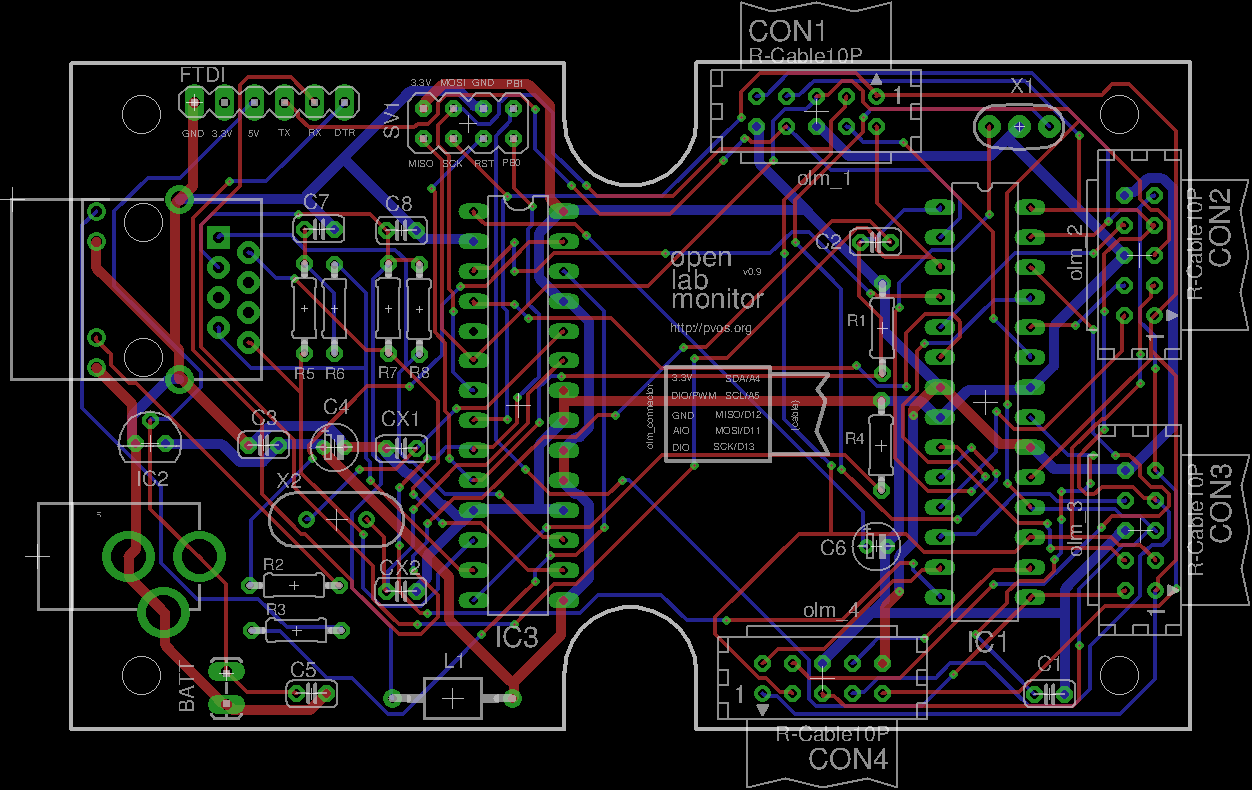 CON1
R-Cable10P
1
olm_1
X1
FTDI
GND 3.3V 5V TX RX DTR
3.3V MOSI GND PB1
SV1
MISO SCK RST PB0
C7
C8
C2
R1
R5 R6 R7 R8
open
lab
monitor
v0.9
http://pvos.org
olm_2
R-Cable10P
CON2
1
olm_connector
3.3V SDA/A4
DIO/PWM SCL/A5
GND MISO/D12
AIO MOSI/D11
DIO SCK/D13
(cable)
C3
C4
CX1
R4
IC2
X2
C6
olm_3
R-Cable10P
CON3
1
5
R2
CX2
R3
IC3
IC1
olm_4
L1
C5
BATT
C1
1
R-Cable10P
CON4